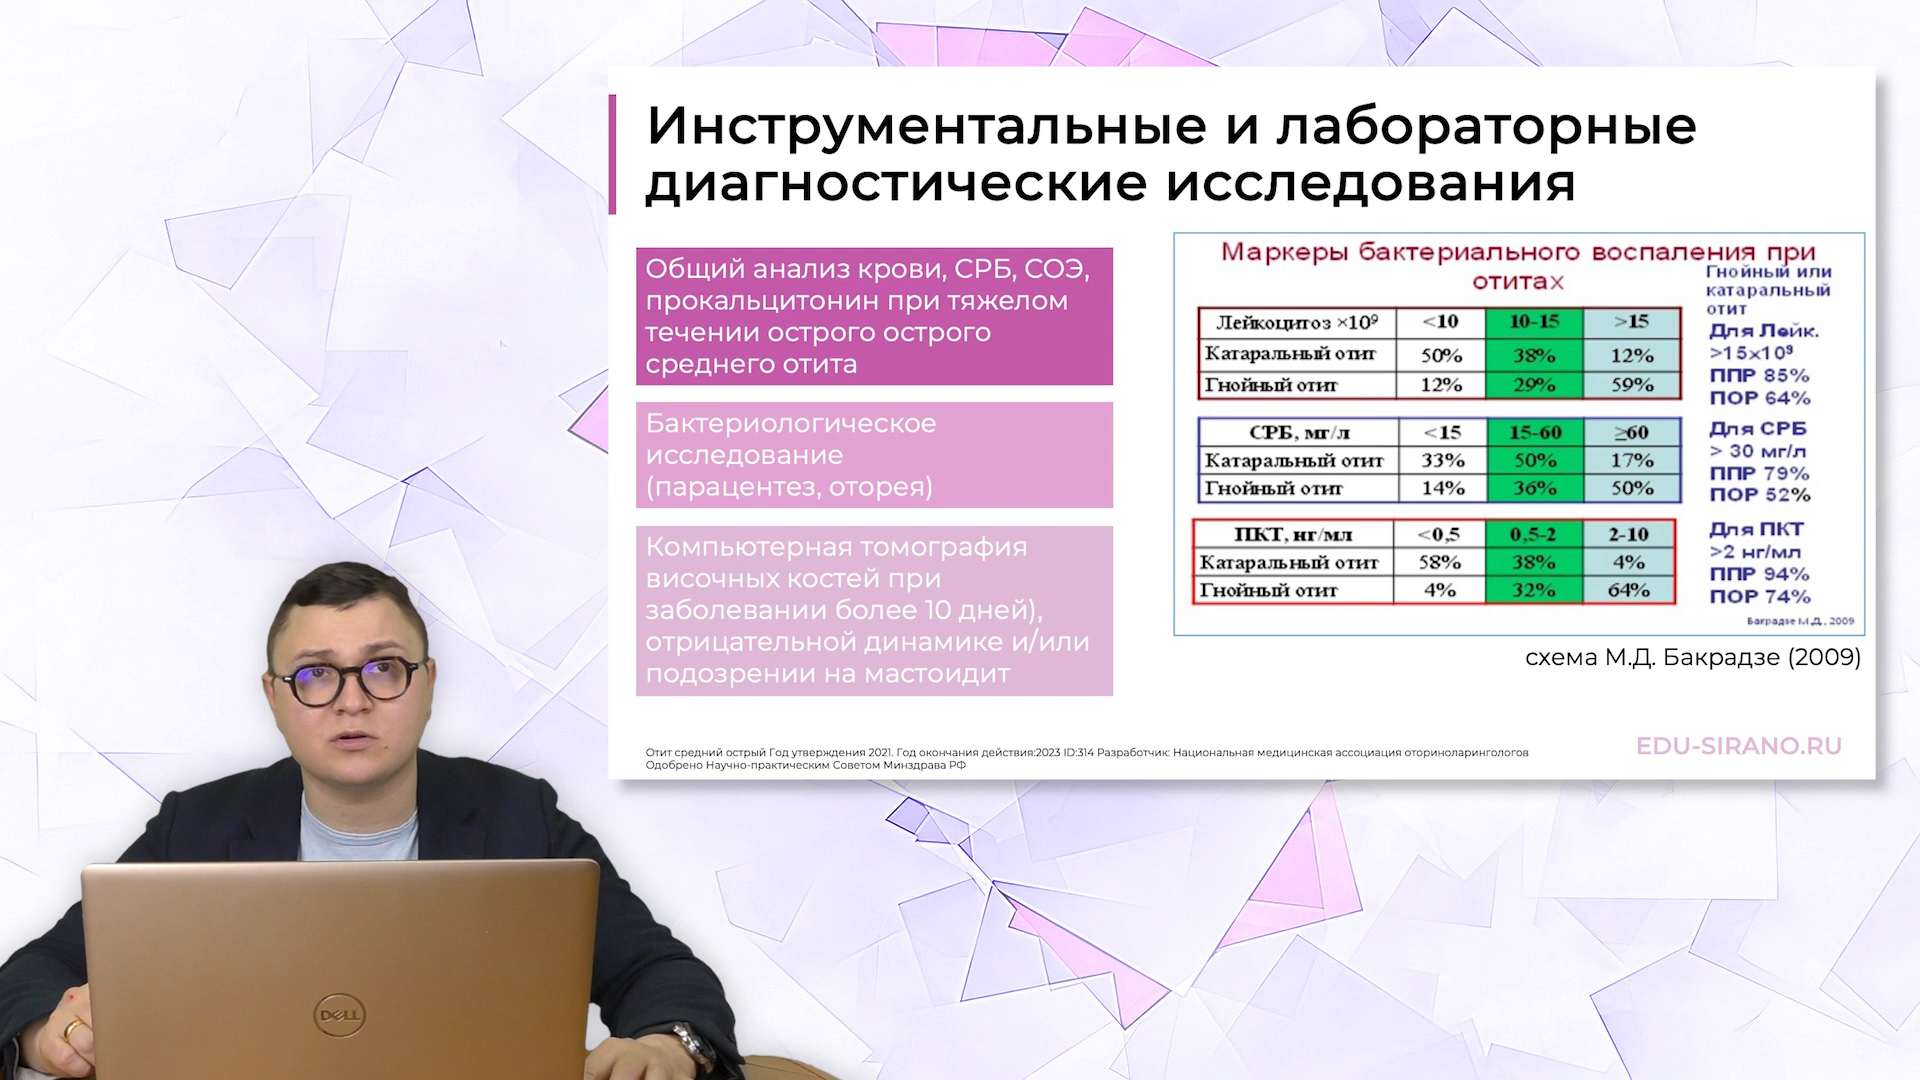 Инструментальные и лабораторные
диагностические исследования
Общий анализ крови, СРБ, СОЭ,
прокальцитонин при тяжелом
течении острого острого
среднего отита
Бактериологическое
исследование
(парацентез, оторея)
Компьютерная томография
височных костей при
заболевании более 10 дней),
отрицательной динамике и/или
подозрении на мастоидит
Маркеры бактериального воспаления при
отитах
Лейкоцитоз ×10⁹ <10 10-15 >15
Катаральный отит 50% 38% 12%
Гнойный отит 12% 29% 59%
СРБ, мг/л <15 15-60 ≥60
Катаральный отит 33% 50% 17%
Гнойный отит 14% 36% 50%
ПКТ, нг/мл <0,5 0,5-2 2-10
Катаральный отит 58% 38% 4%
Гнойный отит 4% 32% 64%
Гнойный или
катаральный
отит
Для Лейк.
>15x10⁹
ППР 85%
ПОР 64%
Для СРБ
> 30 мг/л
ППР 79%
ПОР 52%
Для ПКТ
>2 нг/мл
ППР 94%
ПОР 74%
Баградзе М.Д., 2009
схема М.Д. Бакрадзе (2009)
Отит средний острый Год утверждения 2021. Год окончания действия:2023 ID:314 Разработчик: Национальная медицинская ассоциация оториноларингологов
Одобрено Научно-практическим Советом Минздрава РФ
EDU-SIRANO.RU
DELL